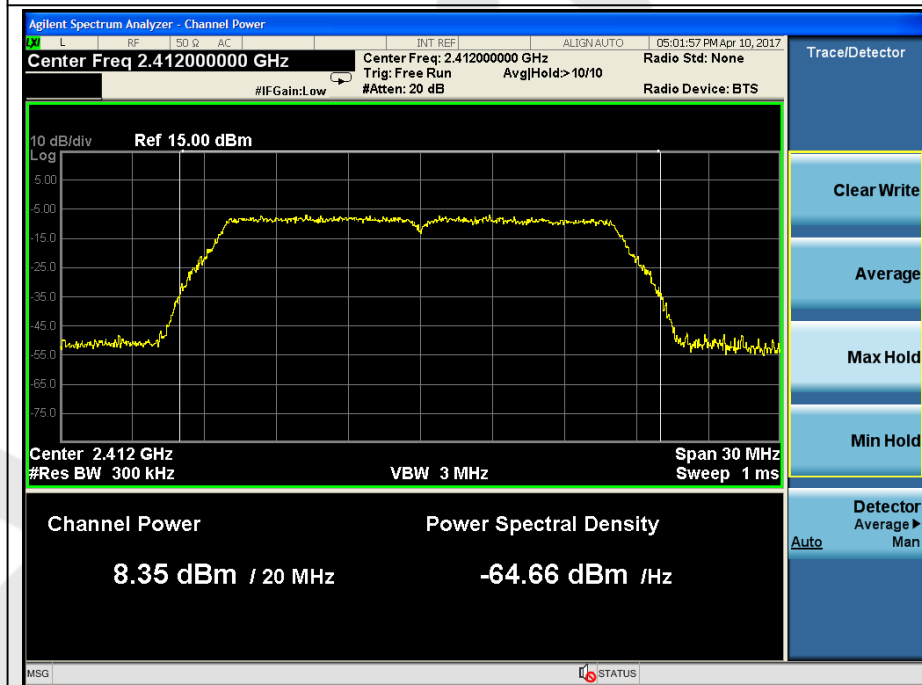 Agilent Spectrum Analyzer - Channel Power
LXI L RF 50 Ω AC INT REF ALIGN AUTO 05:01:57 PM Apr 10, 2017
Center Freq 2.412000000 GHz
Center Freq: 2.412000000 GHz
Radio Std: None
Trig: Free Run Avg|Hold:> 10/10
#IFGain:Low
#Atten: 20 dB
Radio Device: BTS
Trace/Detector
10 dB/div Ref 15.00 dBm
Log
5.00
-5.00
-15.0
-25.0
-35.0
-45.0
-55.0
-65.0
-75.0
Center 2.412 GHz Span 30 MHz
#Res BW 300 kHz VBW 3 MHz Sweep 1 ms
Channel Power Power Spectral Density
8.35 dBm / 20 MHz -64.66 dBm /Hz
Clear Write
Average
Max Hold
Min Hold
Detector
Average
Auto Man
MSG STATUS